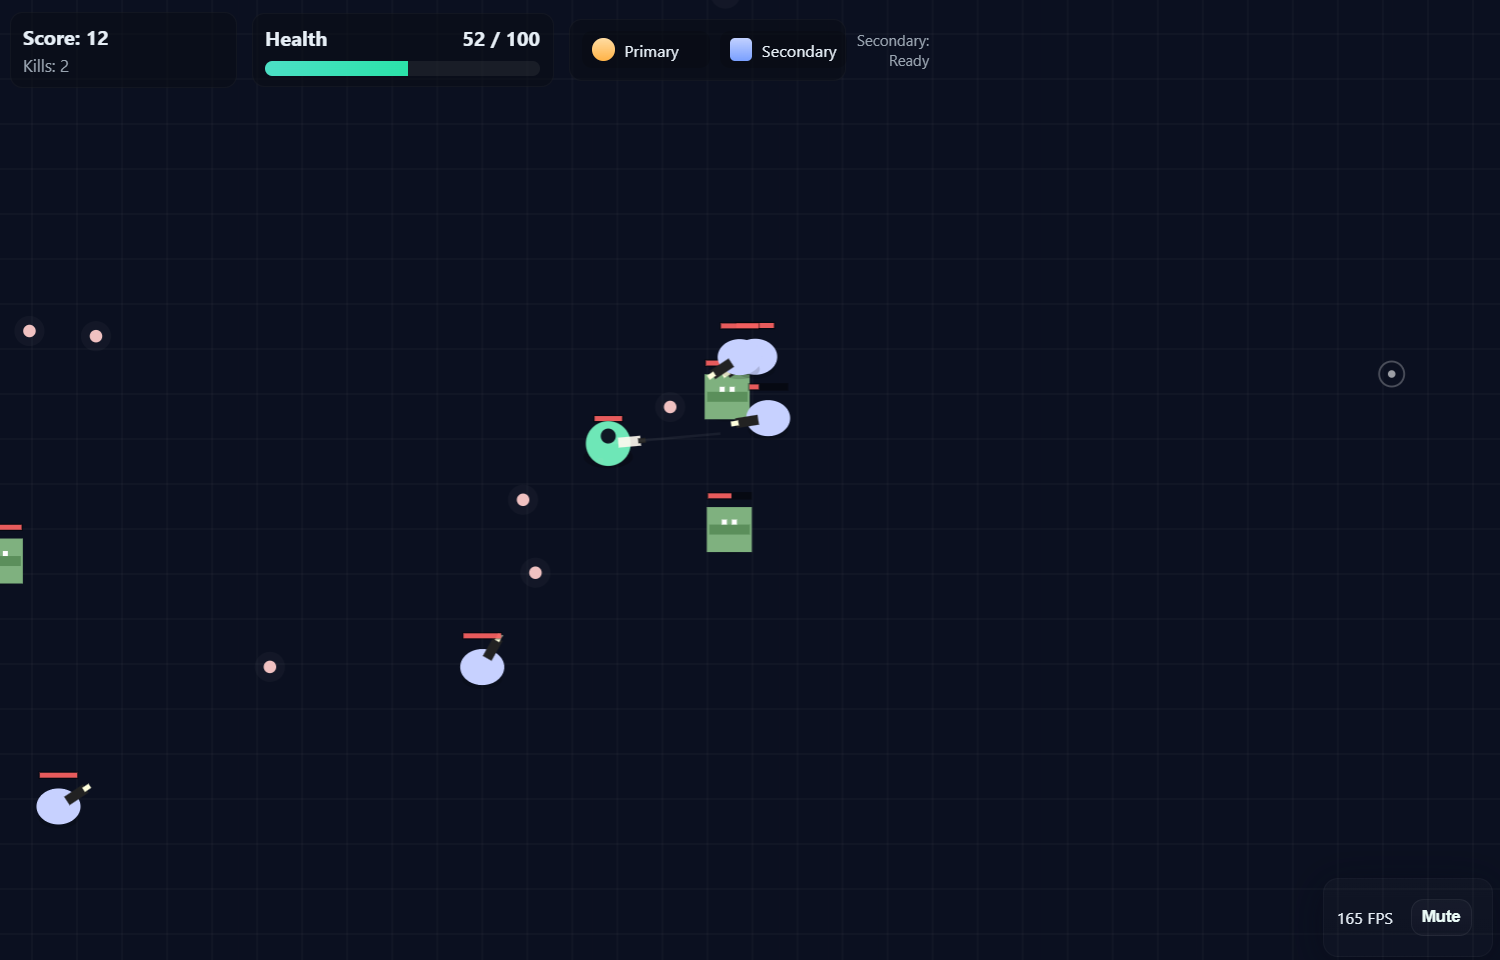 Score: 12
Kills: 2
Health 52 / 100
Primary
Secondary
Secondary:
Ready
165 FPS
Mute